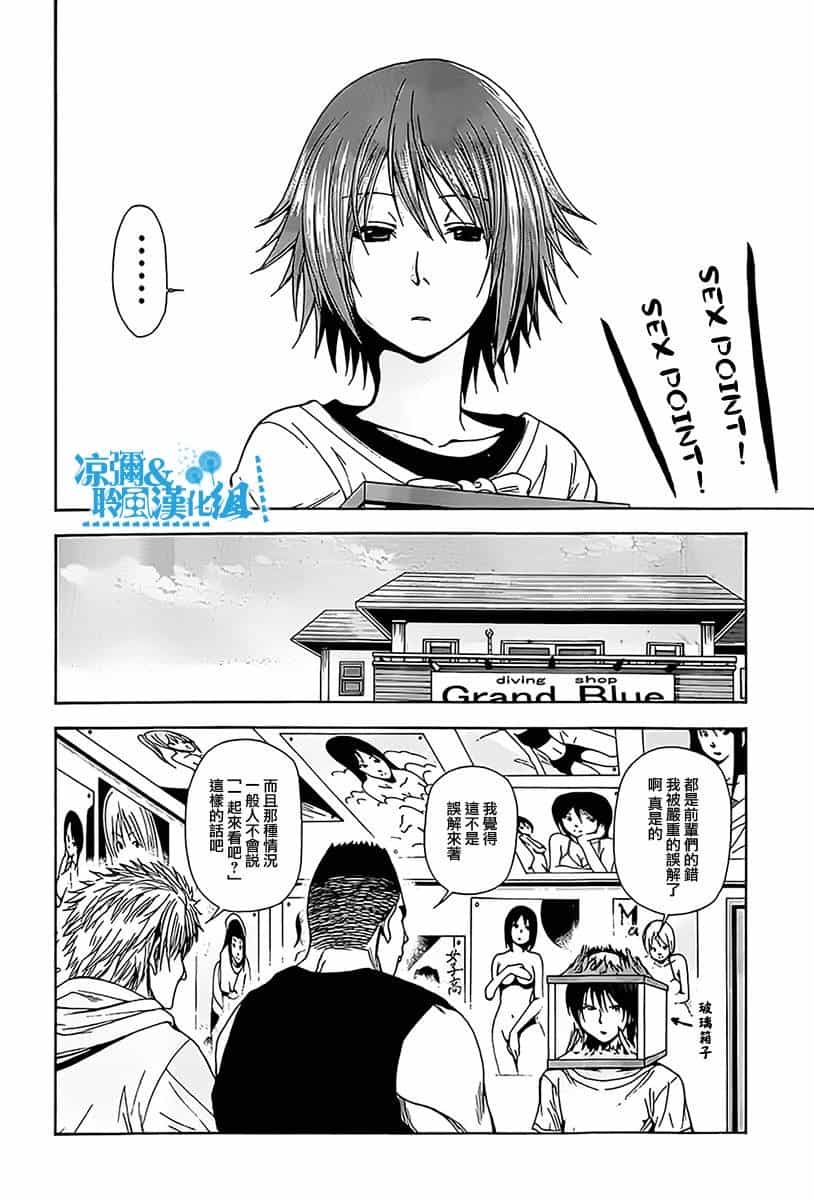 SEX POINT!
SEX POINT!
⋯⋯
凉彌&
聆風漢化組
diving shop
Grand Blue
都是前輩們的錯
我被嚴重的誤解了
啊 真是的
我覺得
這不是
誤解來著
而且那種情況
一般人不會說
「一起來看吧?」
這樣的話吧
玻璃箱子
女子高
Ma